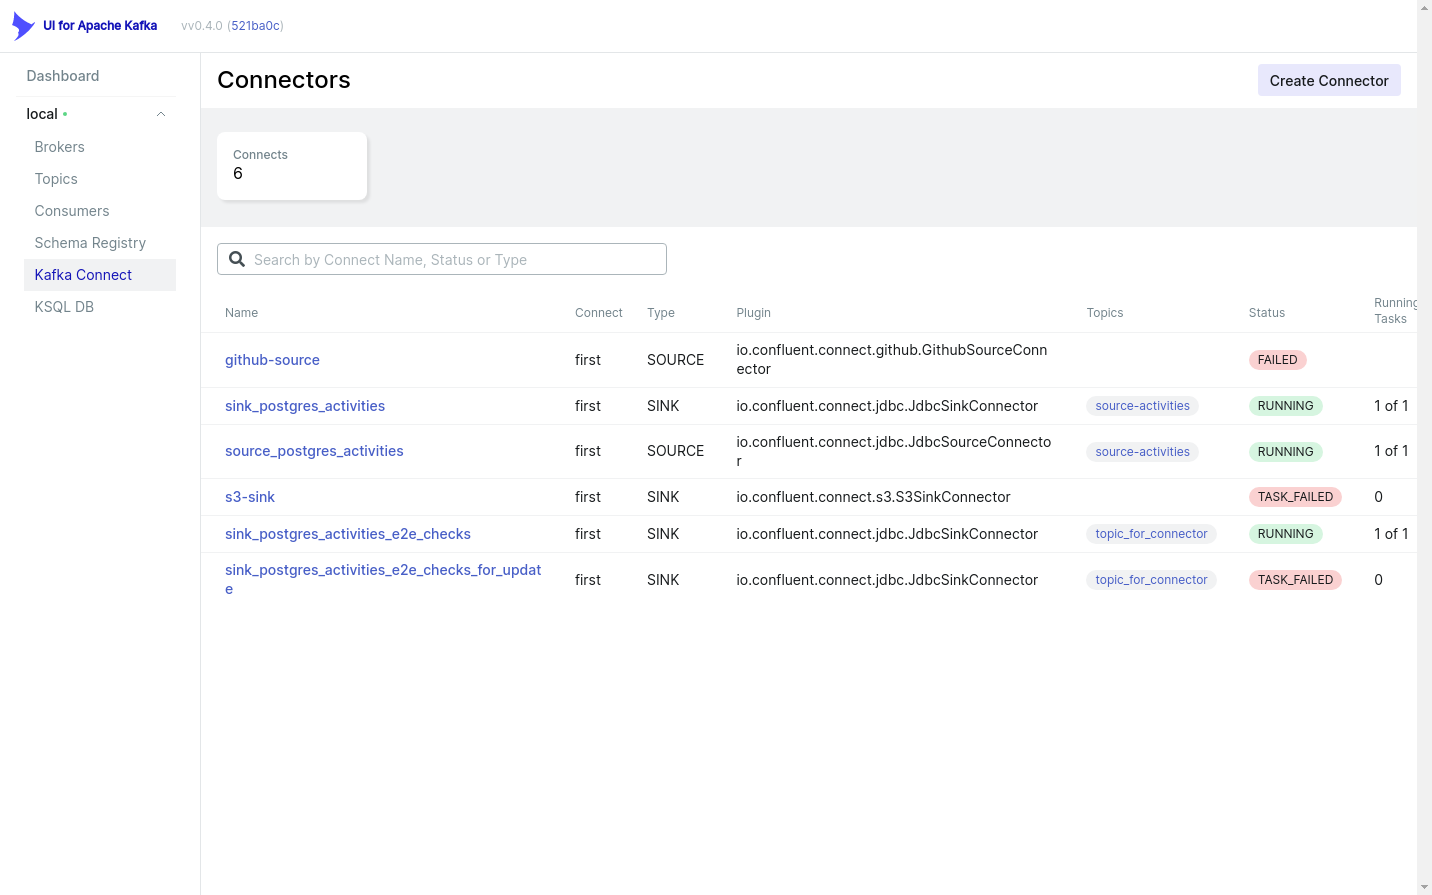 UI for Apache Kafka vv0.4.0 (521ba0c)
Dashboard
local
Brokers
Topics
Consumers
Schema Registry
Kafka Connect
KSQL DB
Connectors
Create Connector
Connects
6
Search by Connect Name, Status or Type
Name Connect Type Plugin Topics Status Running
Tasks
github-source first SOURCE io.confluent.connect.github.GithubSourceConn
ector FAILED
sink_postgres_activities first SINK io.confluent.connect.jdbc.JdbcSinkConnector source-activities RUNNING 1 of 1
source_postgres_activities first SOURCE io.confluent.connect.jdbc.JdbcSourceConnecto
r source-activities RUNNING 1 of 1
s3-sink first SINK io.confluent.connect.s3.S3SinkConnector TASK_FAILED 0
sink_postgres_activities_e2e_checks first SINK io.confluent.connect.jdbc.JdbcSinkConnector topic_for_connector RUNNING 1 of 1
sink_postgres_activities_e2e_checks_for_updat
e first SINK io.confluent.connect.jdbc.JdbcSinkConnector topic_for_connector TASK_FAILED 0